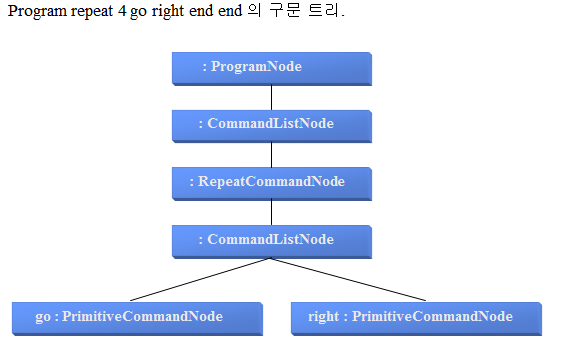 Program repeat 4 go right end end 의 구문 트리.
: ProgramNode
: CommandListNode
: RepeatCommandNode
: CommandListNode
go : PrimitiveCommandNode
right : PrimitiveCommandNode